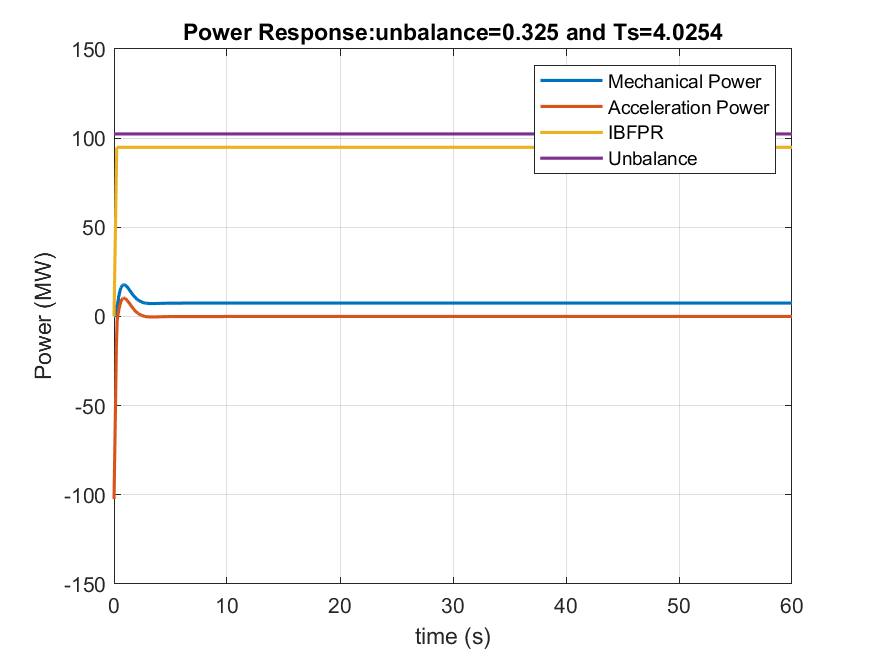 Power Response:unbalance=0.325 and Ts=4.0254
150
100
50
0
-50
-100
-150
Power (MW)
Mechanical Power
Acceleration Power
IBFPR
Unbalance
0 10 20 30 40 50 60
time (s)